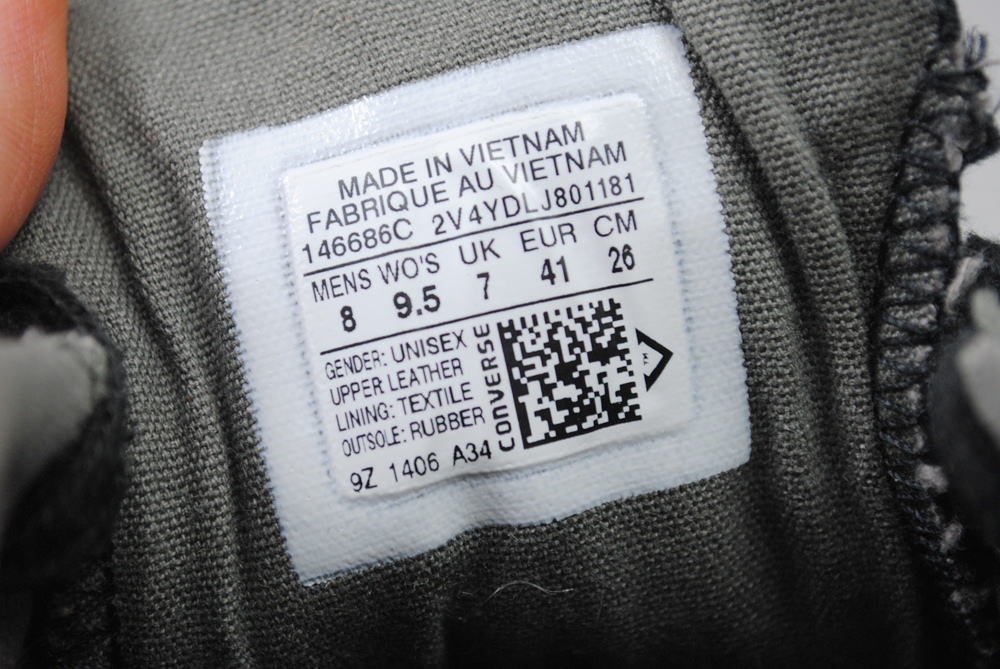 MADE IN VIETNAM
FABRIQUE AU VIETNAM
146686C 2V4YDLJ801181
MENS WO'S UK EUR CM
8 9.5 7 41 26
GENDER: UNISEX
UPPER LEATHER
LINING: TEXTILE
OUTSOLE: RUBBER
9Z 1406 A34
CONVERSE